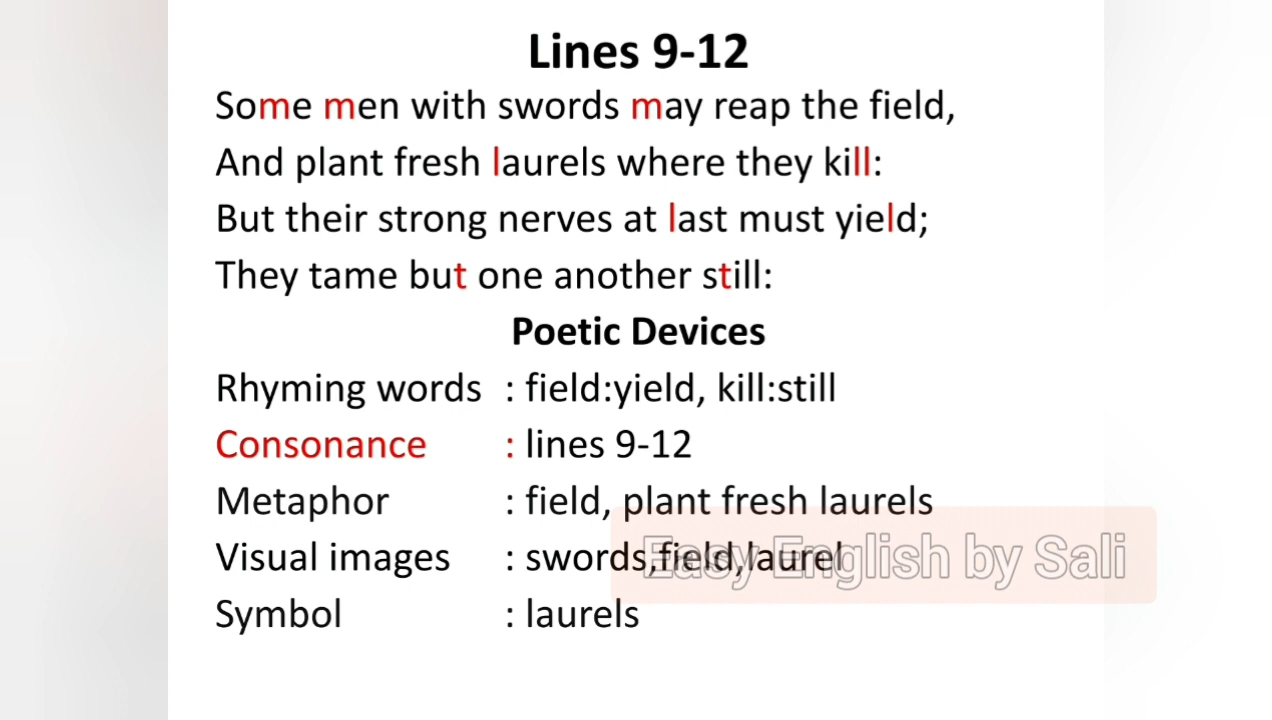 Lines 9-12
Some men with swords may reap the field,
And plant fresh laurels where they kill:
But their strong nerves at last must yield;
They tame but one another still:
Poetic Devices
Rhyming words : field:yield, kill:still
Consonance : lines 9-12
Metaphor : field, plant fresh laurels
Visual images : swords,field,laurel
Easy English by Sali
Symbol : laurels